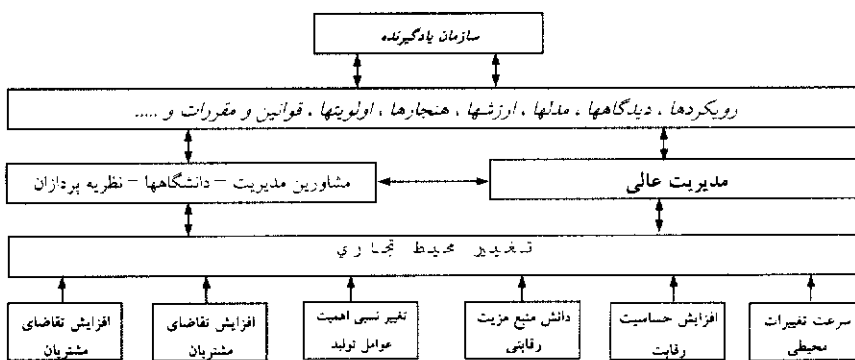 سازمان یادگیرنده
رویکردها ، دیدگاهها ، مدلها ، ارزشها ، هنجارها ، اولویتها ، قوانین و مقررات و .....
مدیریت عالی
مشاورین مدیریت – دانشگاهها – نظریه پردازان
تغییر محیط تجاري
سرعت تغییرات
محیطی
افزایش حساسیت
رقابت
دانش منبع مزیت
رقابتی
تغییر نسبی اهمیت
عوامل تولید
افزایش تقاضای
مشتریان
افزایش تقاضای
مشتریان